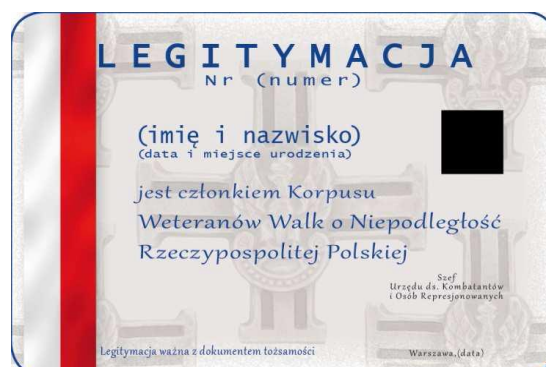 LEGITYMACJA
Nr (numer)
(imię i nazwisko)
(data i miejsce urodzenia)
jest członkiem Korpusu
Weteranów Walk o Niepodległość
Rzeczypospolitej Polskiej
Szef
Urzędu ds. Kombatantów
i Osób Represjonowanych
Legitymacja ważna z dokumentem tożsamości
Warszawa,(data)